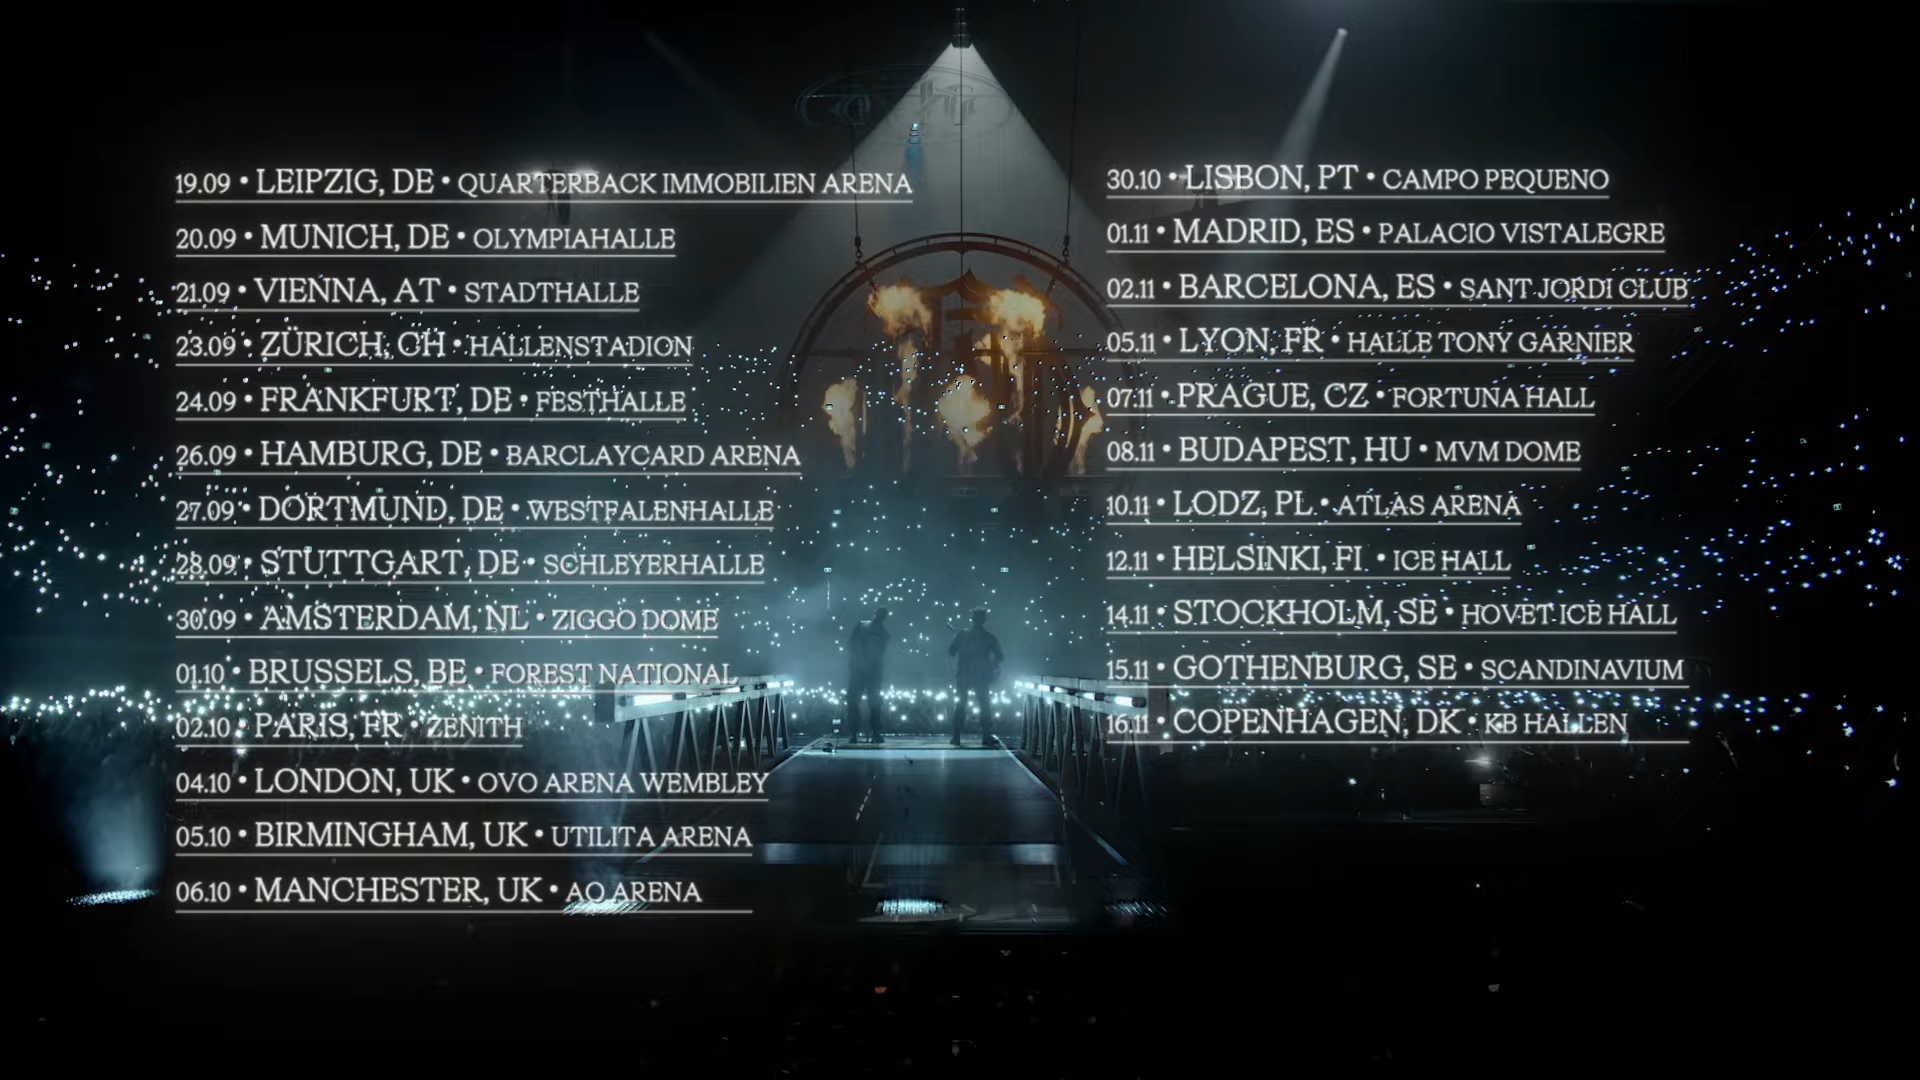 19.09 • LEIPZIG, DE • QUARTERBACK IMMOBILIEN ARENA
20.09 • MUNICH, DE • OLYMPIAHALLE
21.09 • VIENNA, AT • STADTHALLE
23.09 • ZÜRICH, CH • HALLENSTADION
24.09 • FRANKFURT, DE • FESTHALLE
26.09 • HAMBURG, DE • BARCLAYCARD ARENA
27.09 • DORTMUND, DE • WESTFALENHALLE
28.09 • STUTTGART, DE • SCHLEYERHALLE
30.09 • AMSTERDAM, NL • ZIGGO DOME
01.10 • BRUSSELS, BE • FOREST NATIONAL
02.10 • PARIS, FR • ZENITH
04.10 • LONDON, UK • OVO ARENA WEMBLEY
05.10 • BIRMINGHAM, UK • UTILITA ARENA
06.10 • MANCHESTER, UK • AO ARENA
30.10 • LISBON, PT • CAMPO PEQUENO
01.11 • MADRID, ES • PALACIO VISTALEGRE
02.11 • BARCELONA, ES • SANT JORDI CLUB
05.11 • LYON, FR • HALLE TONY GARNIER
07.11 • PRAGUE, CZ • FORTUNA HALL
08.11 • BUDAPEST, HU • MVM DOME
10.11 • LODZ, PL • ATLAS ARENA
12.11 • HELSINKI, FI • ICE HALL
14.11 • STOCKHOLM, SE • HOVET ICE HALL
15.11 • GOTHENBURG, SE • SCANDINAVIUM
16.11 • COPENHAGEN, DK • KB HALLEN